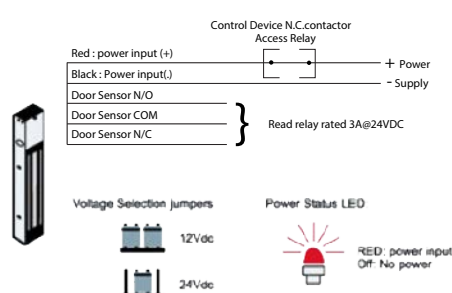 Control Device N.C.contactor
Access Relay
Red : power input (+)
+ Power
Black : Power input(.)
- Supply
Door Sensor N/O
Door Sensor COM
Read relay rated 3A@24VDC
Door Sensor N/C
Voltage Selection jumpers
Power Status LED
12Vdc
RED: power input
Off: No power
24Vdc